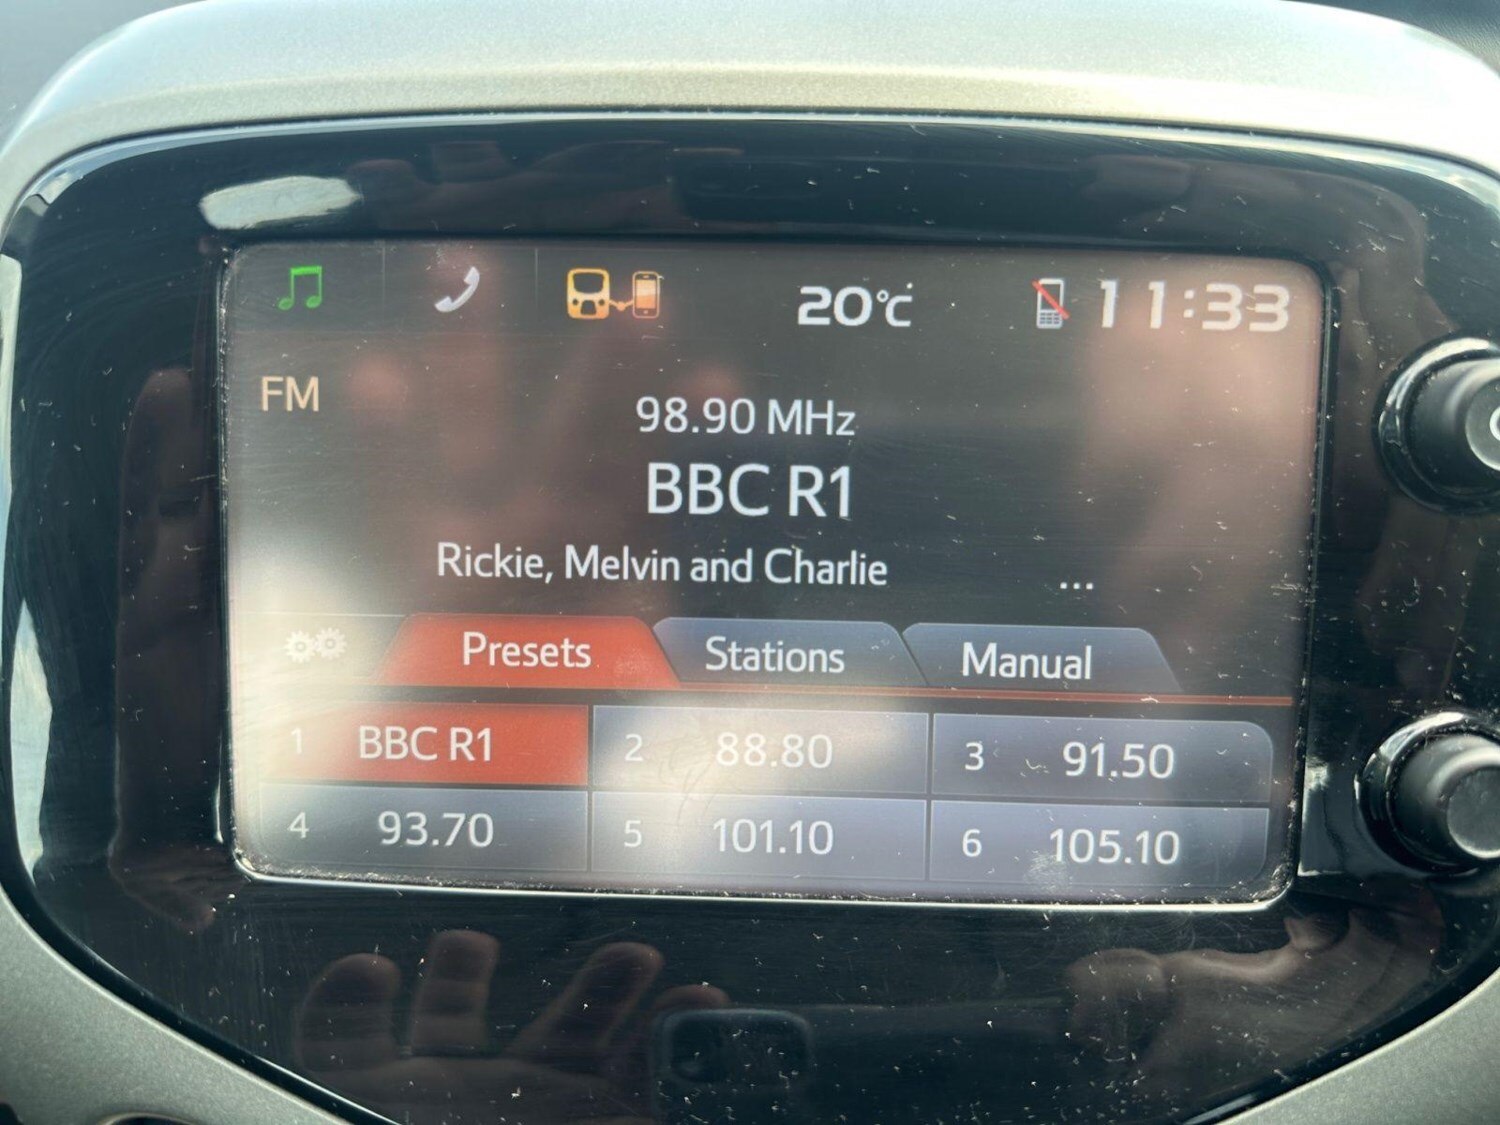 20°C 11:33
FM
98.90 MHz
BBC R1
Rickie, Melvin and Charlie ...
Presets Stations Manual
1 BBC R1 2 88.80 3 91.50
4 93.70 5 101.10 6 105.10